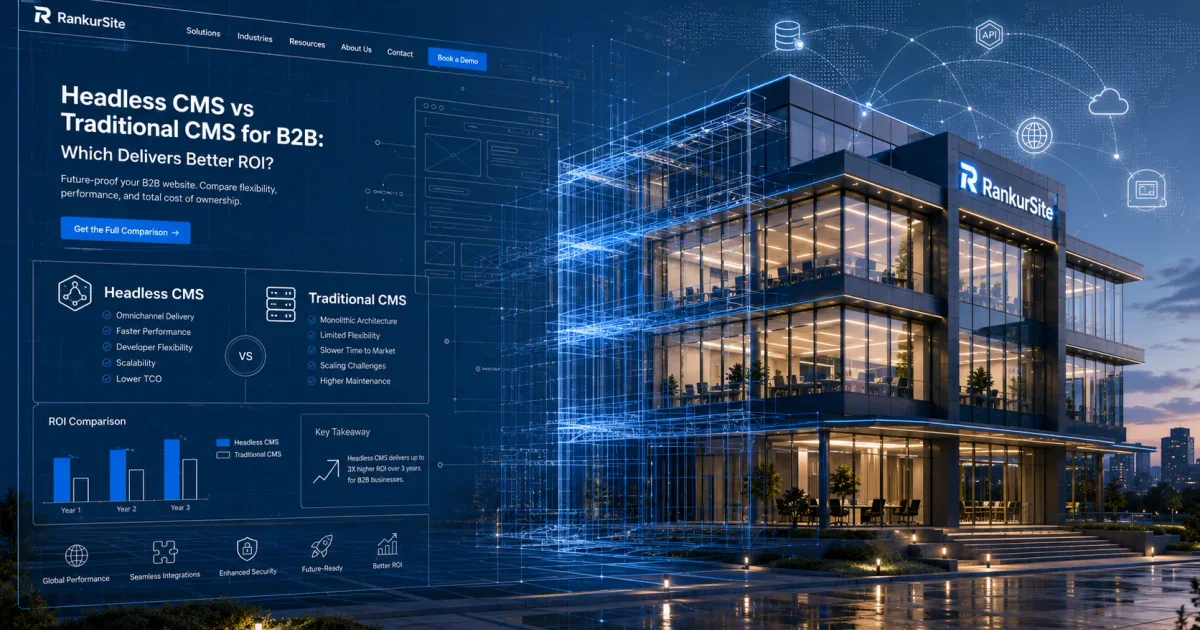 RankurSite
Solutions Industries Resources About Us Contact Book a Demo
Headless CMS vs
Traditional CMS for B2B:
Which Delivers Better ROI?
Future-proof your B2B website. Compare flexibility,
performance, and total cost of ownership.
Get the Full Comparison →
Headless CMS
Omnichannel Delivery
Faster Performance
Developer Flexibility
Scalability
Lower TCO
VS
Traditional CMS
Monolithic Architecture
Limited Flexibility
Slower Time to Market
Scaling Challenges
Higher Maintenance
ROI Comparison
Headless CMS
Traditional CMS
Year 1 Year 2 Year 3
Key Takeaway
Headless CMS delivers up to
3X higher ROI over 3 years
for B2B businesses.
Global Performance
Seamless Integrations
Enhanced Security
Future-Ready
Better ROI
API
RankurSite